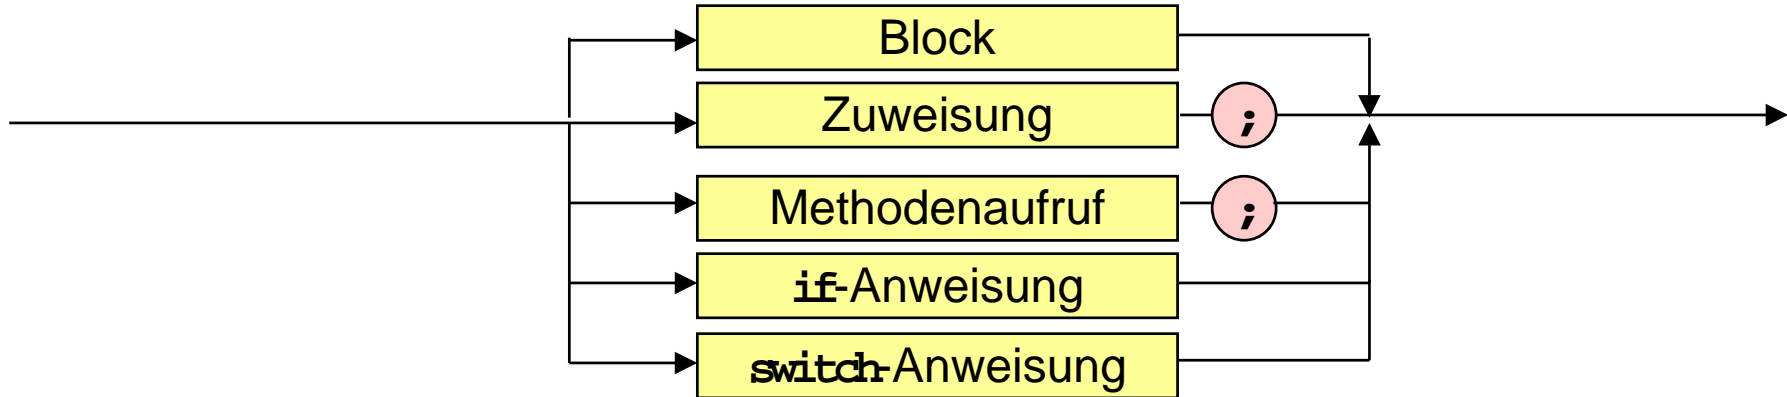 Block
Zuweisung ;
Methodenaufruf ;
if-Anweisung
switch-Anweisung